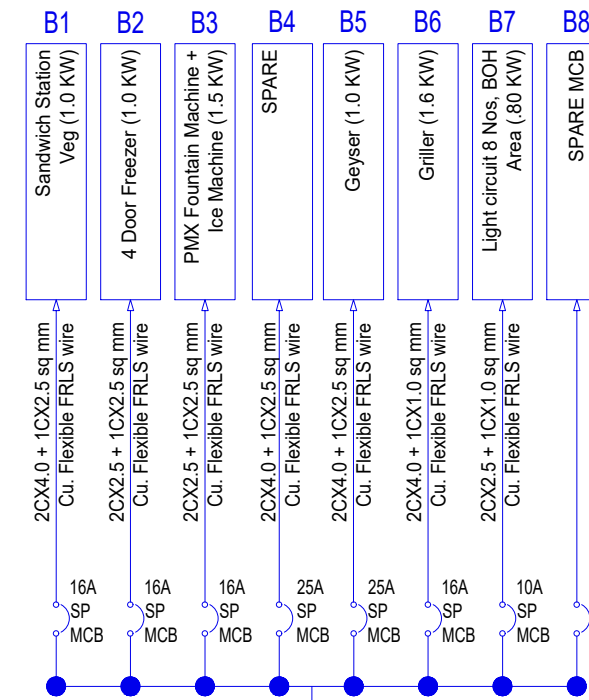 B1
B2
B3
B4
B5
B6
B7
B8
Sandwich Station
Veg (1.0 KW)
4 Door Freezer (1.0 KW)
PMX Fountain Machine +
Ice Machine (1.5 KW)
SPARE
Geyser (1.0 KW)
Griller (1.6 KW)
Light circuit 8 Nos, BOH
Area (.80 KW)
SPARE MCB
2CX4.0 + 1CX2.5 sq mm
Cu. Flexible FRLS wire
2CX2.5 + 1CX2.5 sq mm
Cu. Flexible FRLS wire
2CX2.5 + 1CX2.5 sq mm
Cu. Flexible FRLS wire
2CX4.0 + 1CX2.5 sq mm
Cu. Flexible FRLS wire
2CX4.0 + 1CX2.5 sq mm
Cu. Flexible FRLS wire
2CX4.0 + 1CX1.0 sq mm
Cu. Flexible FRLS wire
2CX2.5 + 1CX1.0 sq mm
Cu. Flexible FRLS wire
16A
SP
MCB
16A
SP
MCB
16A
SP
MCB
25A
SP
MCB
25A
SP
MCB
16A
SP
MCB
10A
SP
MCB